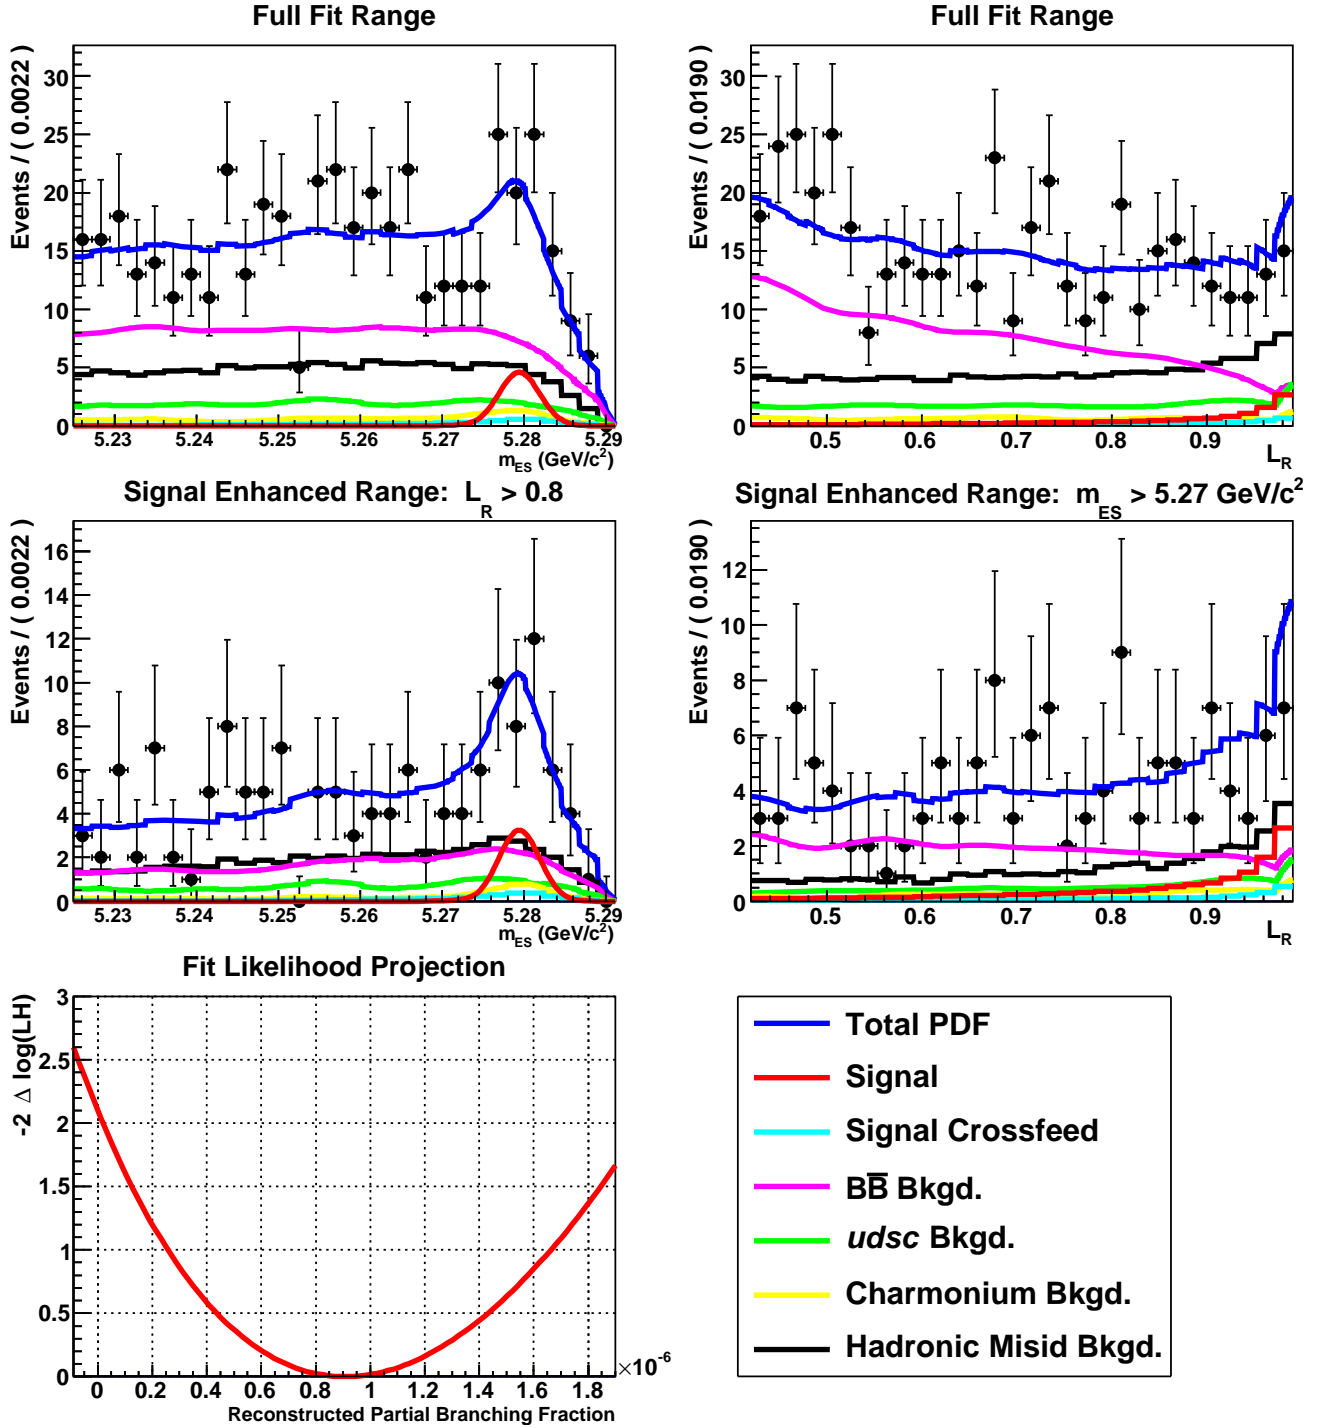 Full Fit Range
Events / ( 0.0022 )
30
25
20
15
10
5
0
5.23 5.24 5.25 5.26 5.27 5.28 5.29
m_ES (GeV/c²)
Full Fit Range
Events / ( 0.0190 )
30
25
20
15
10
5
0
0.5 0.6 0.7 0.8 0.9
L_R
Signal Enhanced Range: L_R > 0.8
Events / ( 0.0022 )
16
14
12
10
8
6
4
2
0
5.23 5.24 5.25 5.26 5.27 5.28 5.29
m_ES (GeV/c²)
Signal Enhanced Range: m_ES > 5.27 GeV/c²
Events / ( 0.0190 )
12
10
8
6
4
2
0
0.5 0.6 0.7 0.8 0.9
L_R
Fit Likelihood Projection
-2 Δ log(LH)
3
2.5
2
1.5
1
0.5
0
0 0.2 0.4 0.6 0.8 1 1.2 1.4 1.6 1.8
×10⁻⁶
Reconstructed Partial Branching Fraction
Total PDF
Signal
Signal Crossfeed
BB̅ Bkgd.
udsc Bkgd.
Charmonium Bkgd.
Hadronic Misid Bkgd.